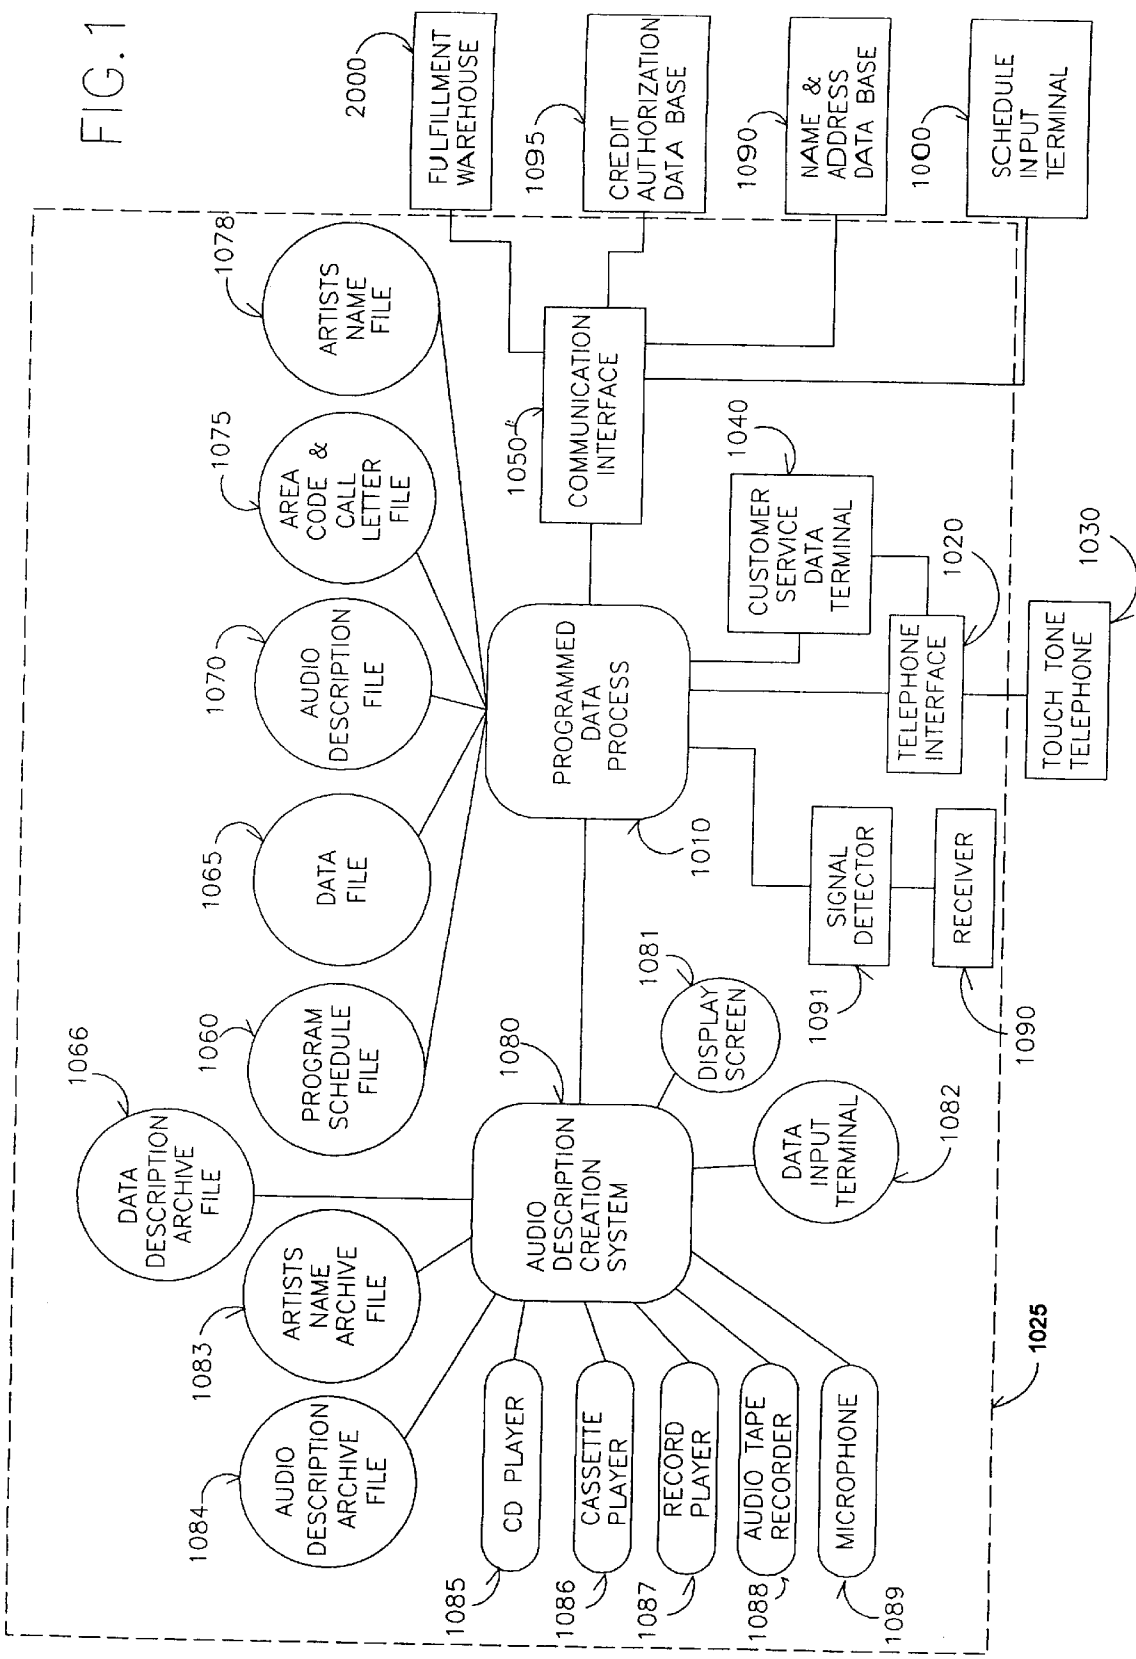 FIG. 1
1084
AUDIO
DESCRIPTION
ARCHIVE
FILE
1083
ARTISTS
NAME
ARCHIVE
FILE
1066
DATA
DESCRIPTION
ARCHIVE
FILE
1060
PROGRAM
SCHEDULE
FILE
1065
DATA
FILE
1070
AUDIO
DESCRIPTION
FILE
1075
AREA
CODE &
CALL
LETTER
FILE
1078
ARTISTS
NAME
FILE
2000
FULFILLMENT
WAREHOUSE
1095
CREDIT
AUTHORIZATION
DATA BASE
1090
NAME &
ADDRESS
DATA BASE
1000
SCHEDULE
INPUT
TERMINAL
1085
CD PLAYER
1086
CASSETTE
PLAYER
1087
RECORD
PLAYER
1088
AUDIO TAPE
RECORDER
1089
MICROPHONE
1080
AUDIO
DESCRIPTION
CREATION
SYSTEM
1081
DISPLAY
SCREEN
1082
DATA
INPUT
TERMINAL
1010
PROGRAMMED
DATA
PROCESS
1050
COMMUNICATION
INTERFACE
1040
CUSTOMER
SERVICE
DATA
TERMINAL
1091
SIGNAL
DETECTOR
1090
RECEIVER
1020
TELEPHONE
INTERFACE
1030
TOUCH TONE
TELEPHONE
1025